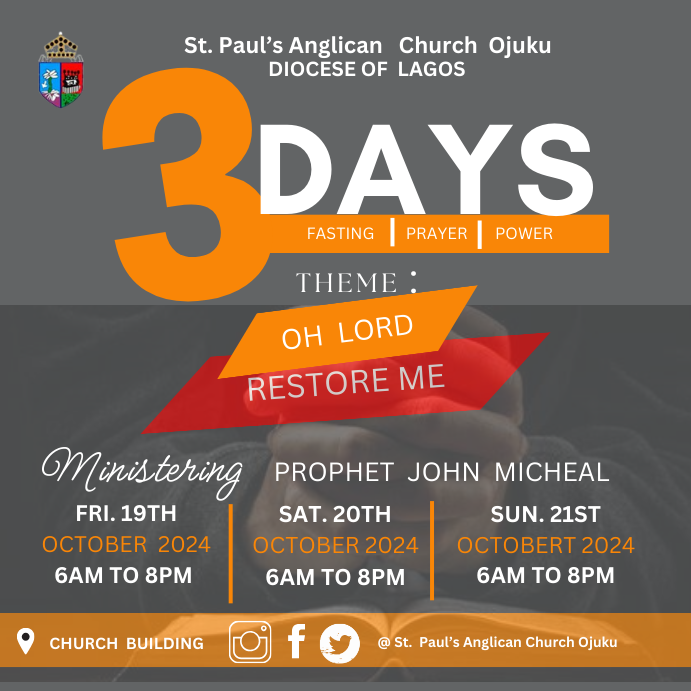 St. Paul's Anglican Church Ojuku
DIOCESE OF LAGOS
3 DAYS
FASTING | PRAYER | POWER
THEME :
OH LORD
RESTORE ME
Ministering PROPHET JOHN MICHEAL
FRI. 19TH
OCTOBER 2024
6AM TO 8PM
SAT. 20TH
OCTOBER 2024
6AM TO 8PM
SUN. 21ST
OCTOBERT 2024
6AM TO 8PM
CHURCH BUILDING
@ St. Paul's Anglican Church Ojuku